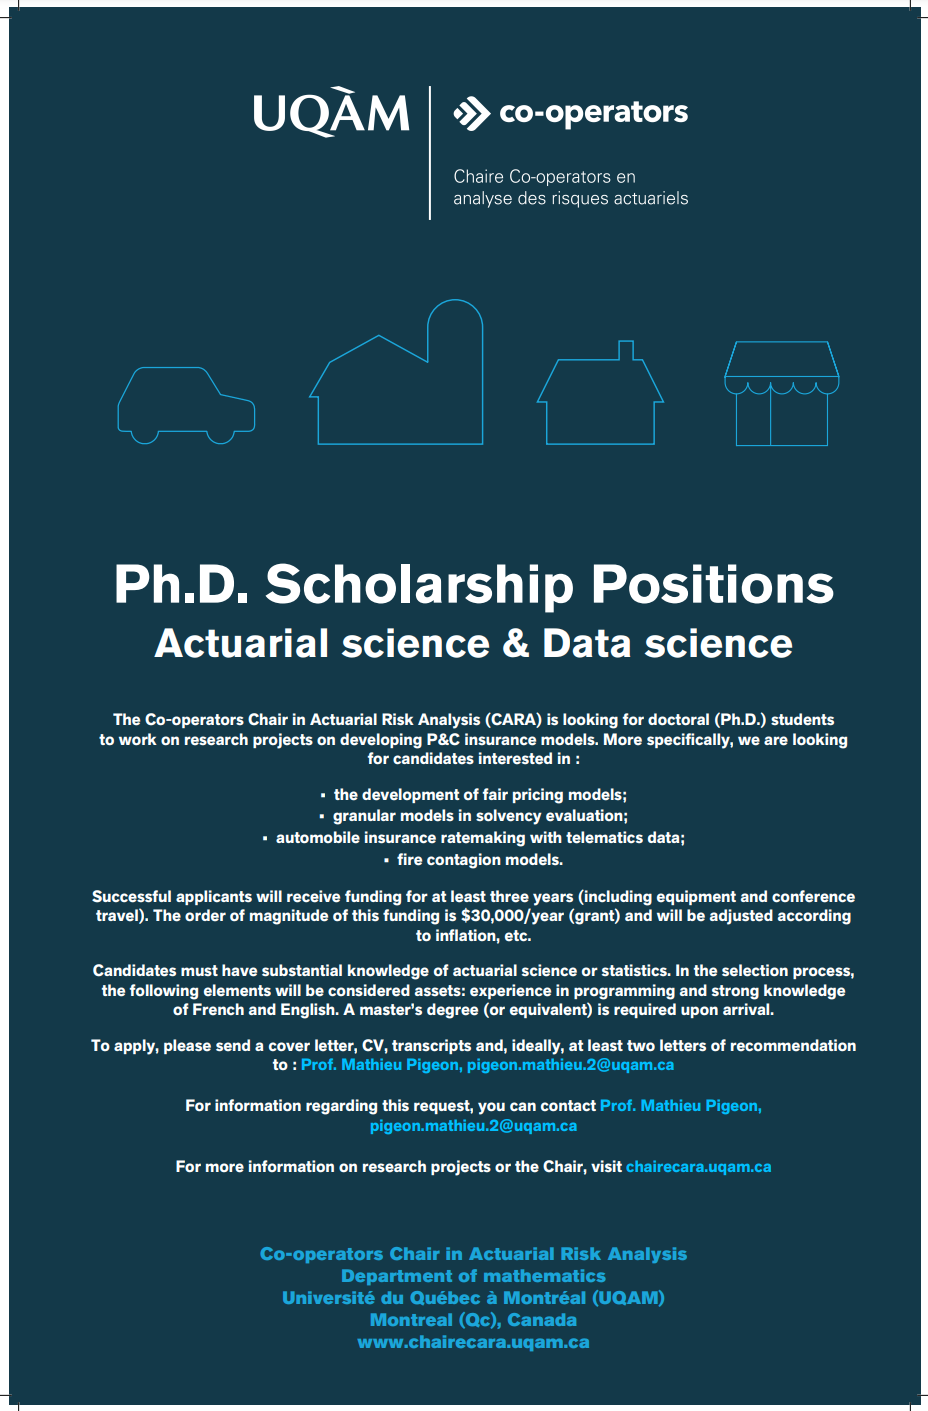 UQÀM
co-operators
Chaire Co-operators en
analyse des risques actuariels
Ph.D. Scholarship Positions
Actuarial science & Data science
The Co-operators Chair in Actuarial Risk Analysis (CARA) is looking for doctoral (Ph.D.) students
to work on research projects on developing P&C insurance models. More specifically, we are looking
for candidates interested in :
▪ the development of fair pricing models;
▪ granular models in solvency evaluation;
▪ automobile insurance ratemaking with telematics data;
▪ fire contagion models.
Successful applicants will receive funding for at least three years (including equipment and conference
travel). The order of magnitude of this funding is $30,000/year (grant) and will be adjusted according
to inflation, etc.
Candidates must have substantial knowledge of actuarial science or statistics. In the selection process,
the following elements will be considered assets: experience in programming and strong knowledge
of French and English. A master's degree (or equivalent) is required upon arrival.
To apply, please send a cover letter, CV, transcripts and, ideally, at least two letters of recommendation
to : Prof. Mathieu Pigeon, pigeon.mathieu.2@uqam.ca
For information regarding this request, you can contact Prof. Mathieu Pigeon,
pigeon.mathieu.2@uqam.ca
For more information on research projects or the Chair, visit chairecara.uqam.ca
Co-operators Chair in Actuarial Risk Analysis
Department of mathematics
Université du Québec à Montréal (UQAM)
Montreal (Qc), Canada
www.chairecara.uqam.ca